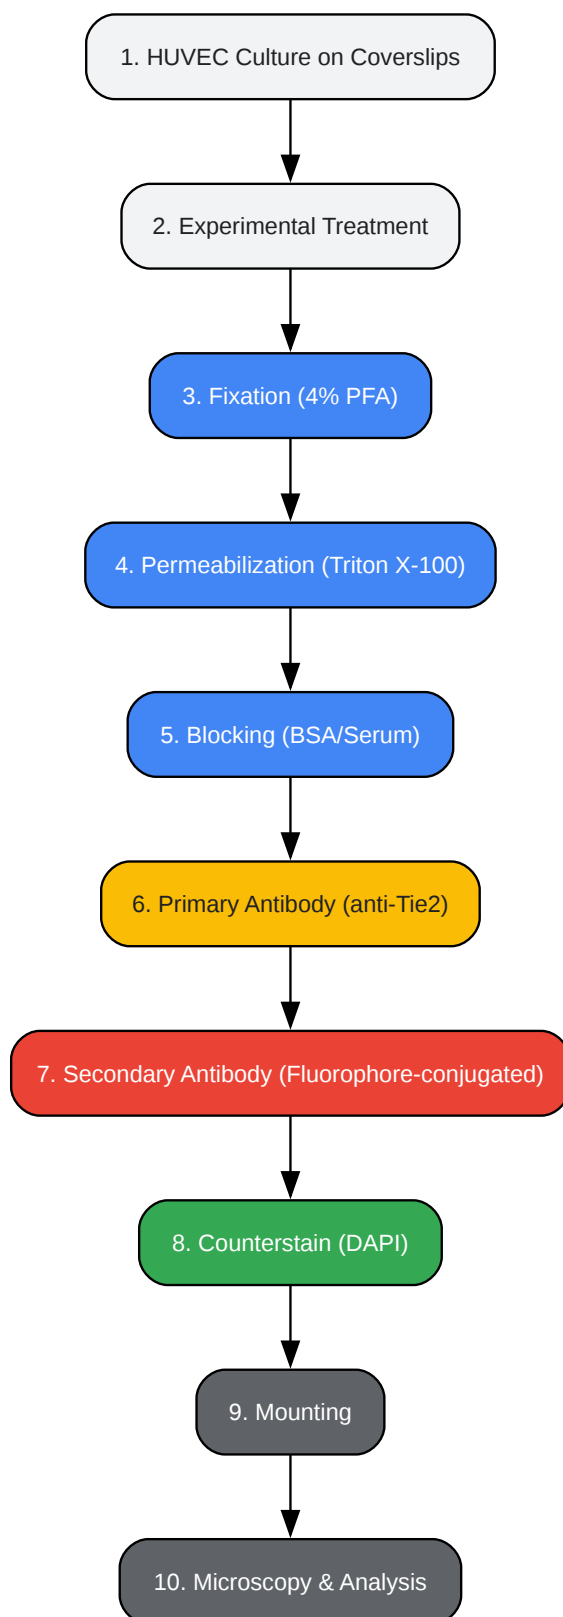 1. HUVEC Culture on Coverslips
2. Experimental Treatment
3. Fixation (4% PFA)
4. Permeabilization (Triton X-100)
5. Blocking (BSA/Serum)
6. Primary Antibody (anti-Tie2)
7. Secondary Antibody (Fluorophore-conjugated)
8. Counterstain (DAPI)
9. Mounting
10. Microscopy & Analysis